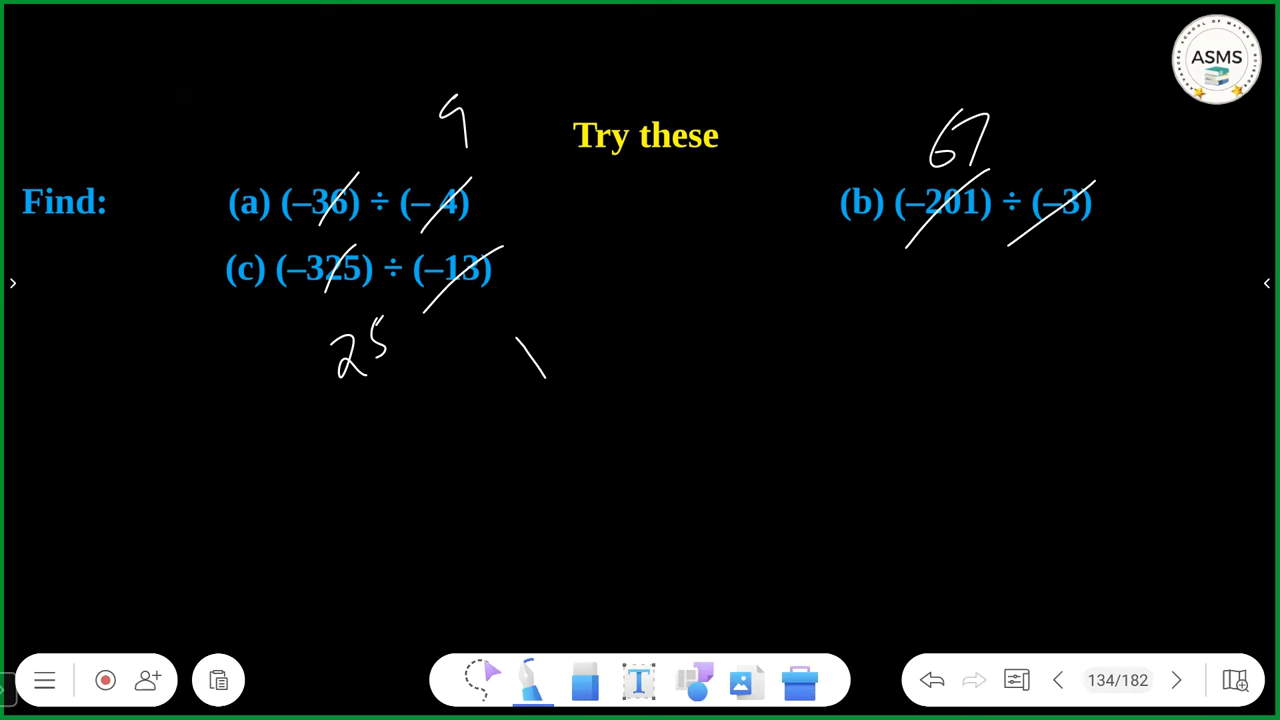 ASMS
9
Try these
67
Find: (a) (–36) ÷ (– 4) (b) (–201) ÷ (–3)
(c) (–325) ÷ (–13)
25
134/182